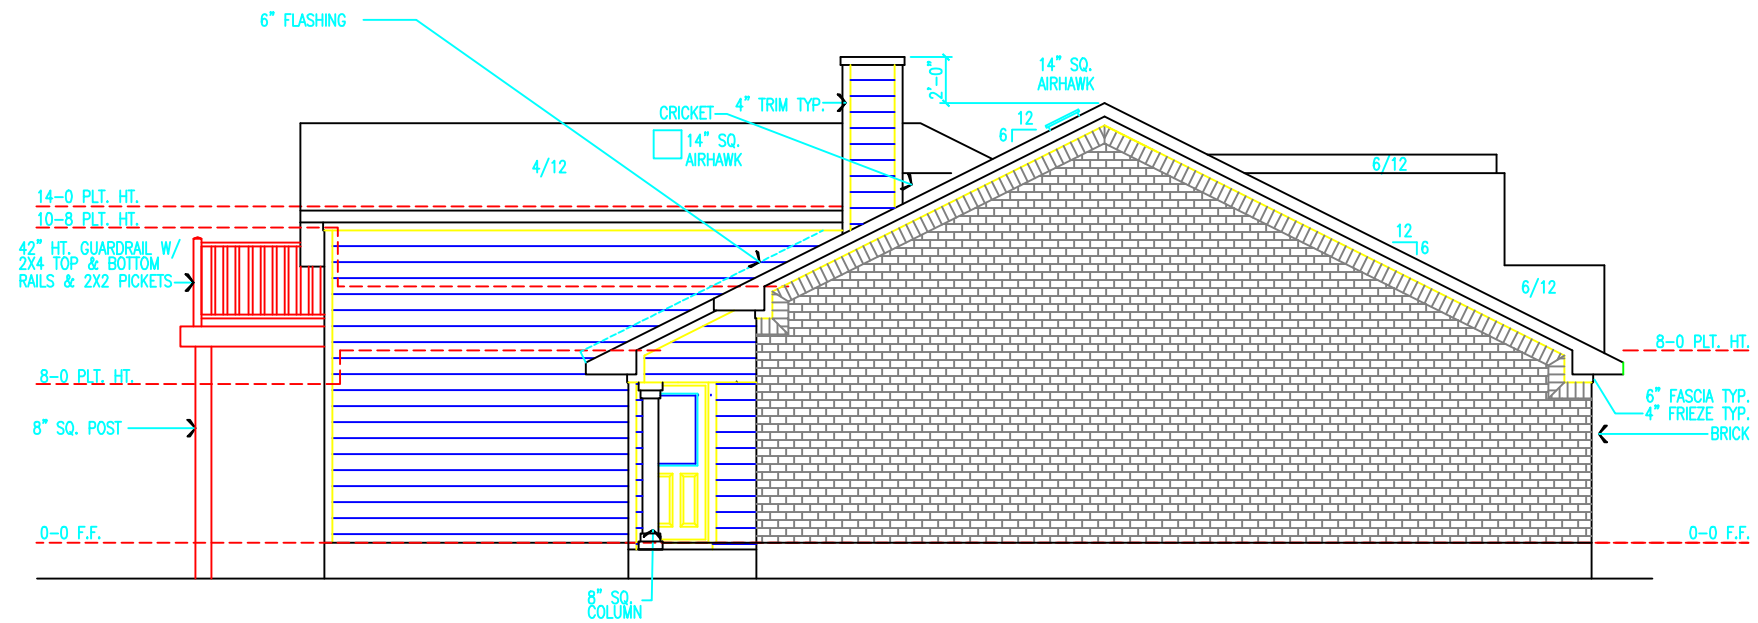 6" FLASHING
14" SQ.
AIRHAWK
2'-0"
4" TRIM TYP.
CRICKET
12
6
14" SQ.
AIRHAWK
4/12
6/12
14-0 PLT. HT.
10-8 PLT. HT.
12
6
42" HT. GUARDRAIL W/
2X4 TOP & BOTTOM
RAILS & 2X2 PICKETS
6/12
8-0 PLT. HT.
8-0 PLT. HT.
6" FASCIA TYP.
4" FRIEZE TYP.
BRICK
8" SQ. POST
0-0 F.F.
0-0 F.F.
8" SQ.
COLUMN